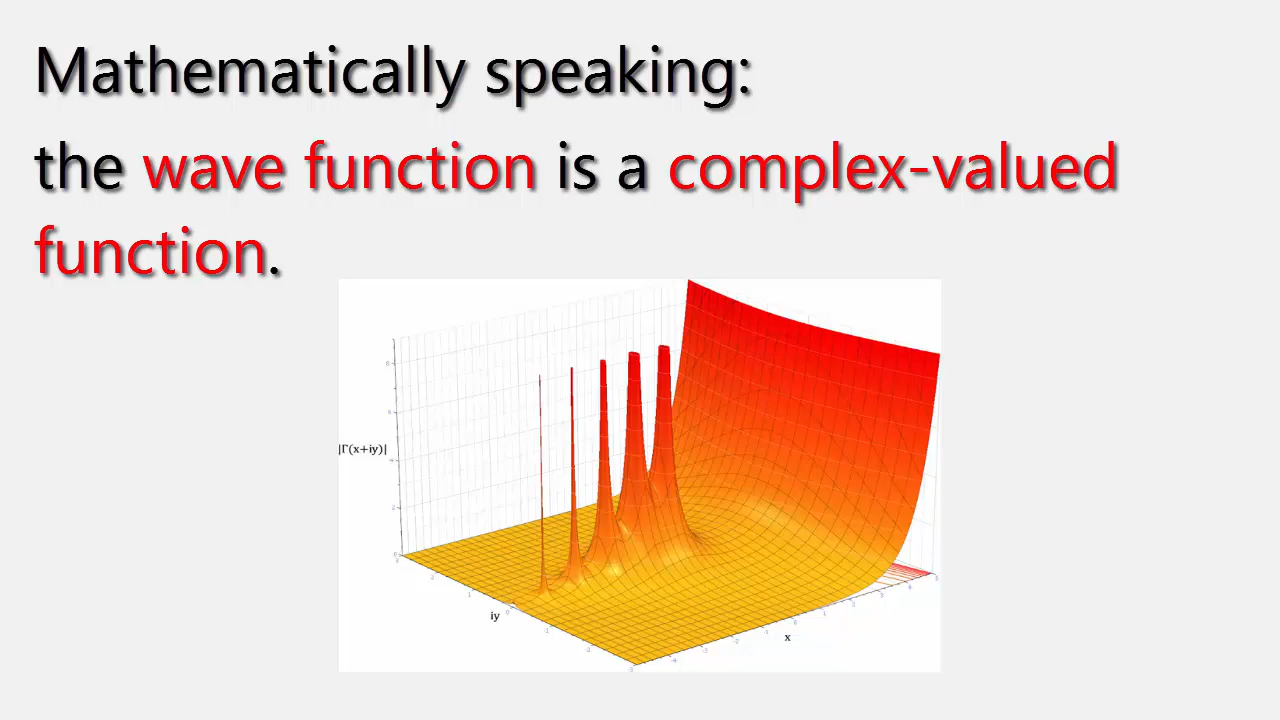 Mathematically speaking:
the wave function is a complex-valued
function.
|Γ(x+iy)|
iy
x